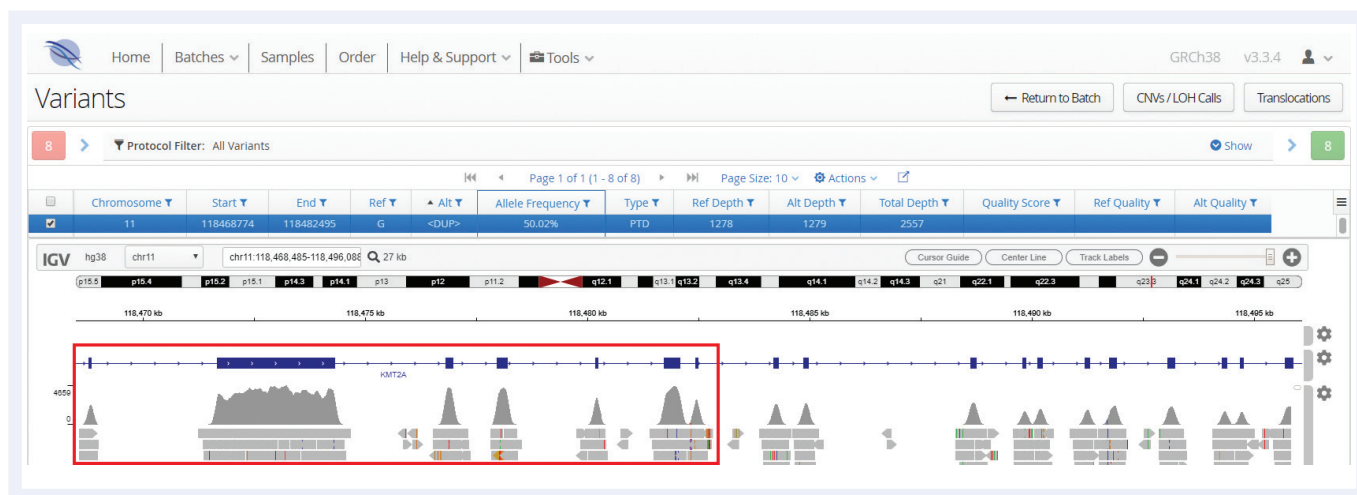 Home Batches Samples Order Help & Support Tools GRCh38 v3.3.4
Variants ← Return to Batch CNVs / LOH Calls Translocations
8 Protocol Filter: All Variants Show 8
Page 1 of 1 (1 - 8 of 8) Page Size: 10 Actions
Chromosome Start End Ref Alt Allele Frequency Type Ref Depth Alt Depth Total Depth Quality Score Ref Quality Alt Quality
11 118468774 118482495 G <DUP> 50.02% PTD 1278 1279 2557
IGV hg38 chr11 chr11:118,468,485-118,496,088 27 kb Cursor Guide Center Line Track Labels
p15.5 p15.4 p15.2 p15.1 p14.3 p14.1 p13 p12 p11.2 q12.1 q13.1 q13.2 q13.4 q14.1 q14.2 q14.3 q21 q22.1 q22.3 q23.3 q24.1 q24.2 q24.3 q25
118,470 kb 118,475 kb 118,480 kb 118,485 kb 118,490 kb 118,495 kb
KMT2A
4659
0